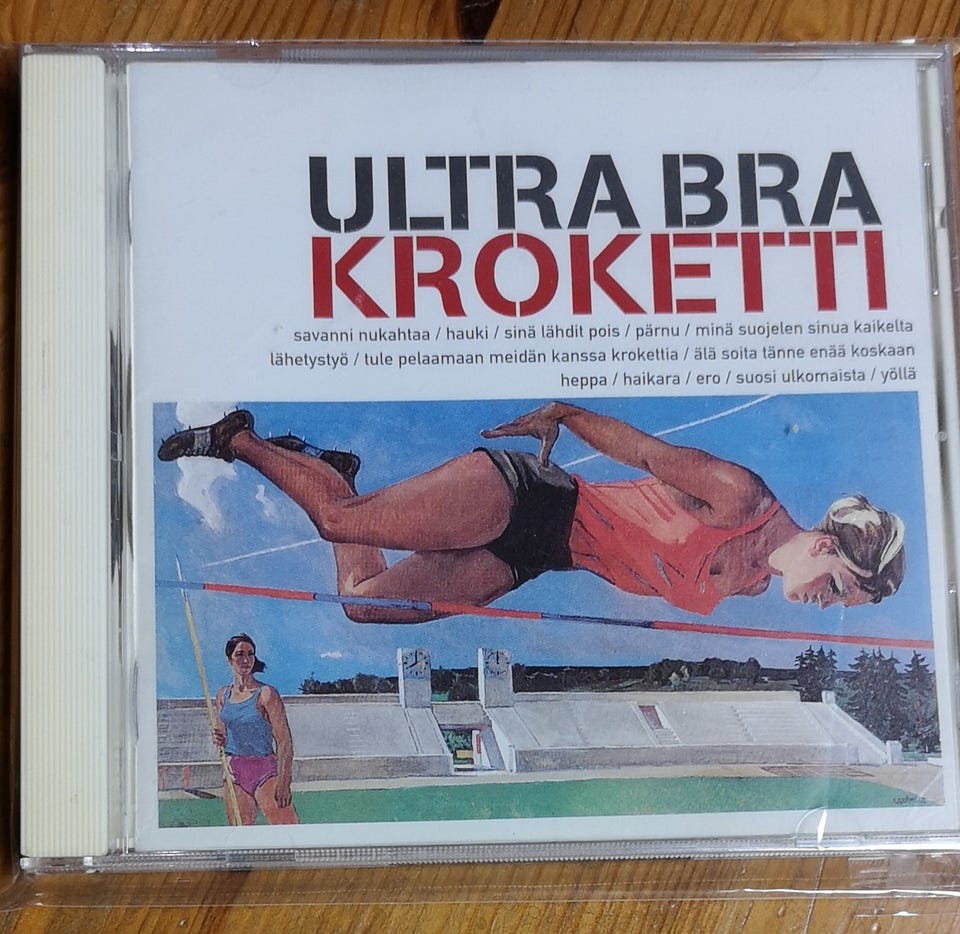 ULTRA BRA
KROKETTI
savanni nukahtaa / hauki / sinä lähdit pois / pärnu / minä suojelen sinua kaikelta
lähetystyö / tule pelaamaan meidän kanssa krokettia / älä soita tänne enää koskaan
heppa / haikara / ero / suosi ulkomaista / yöllä